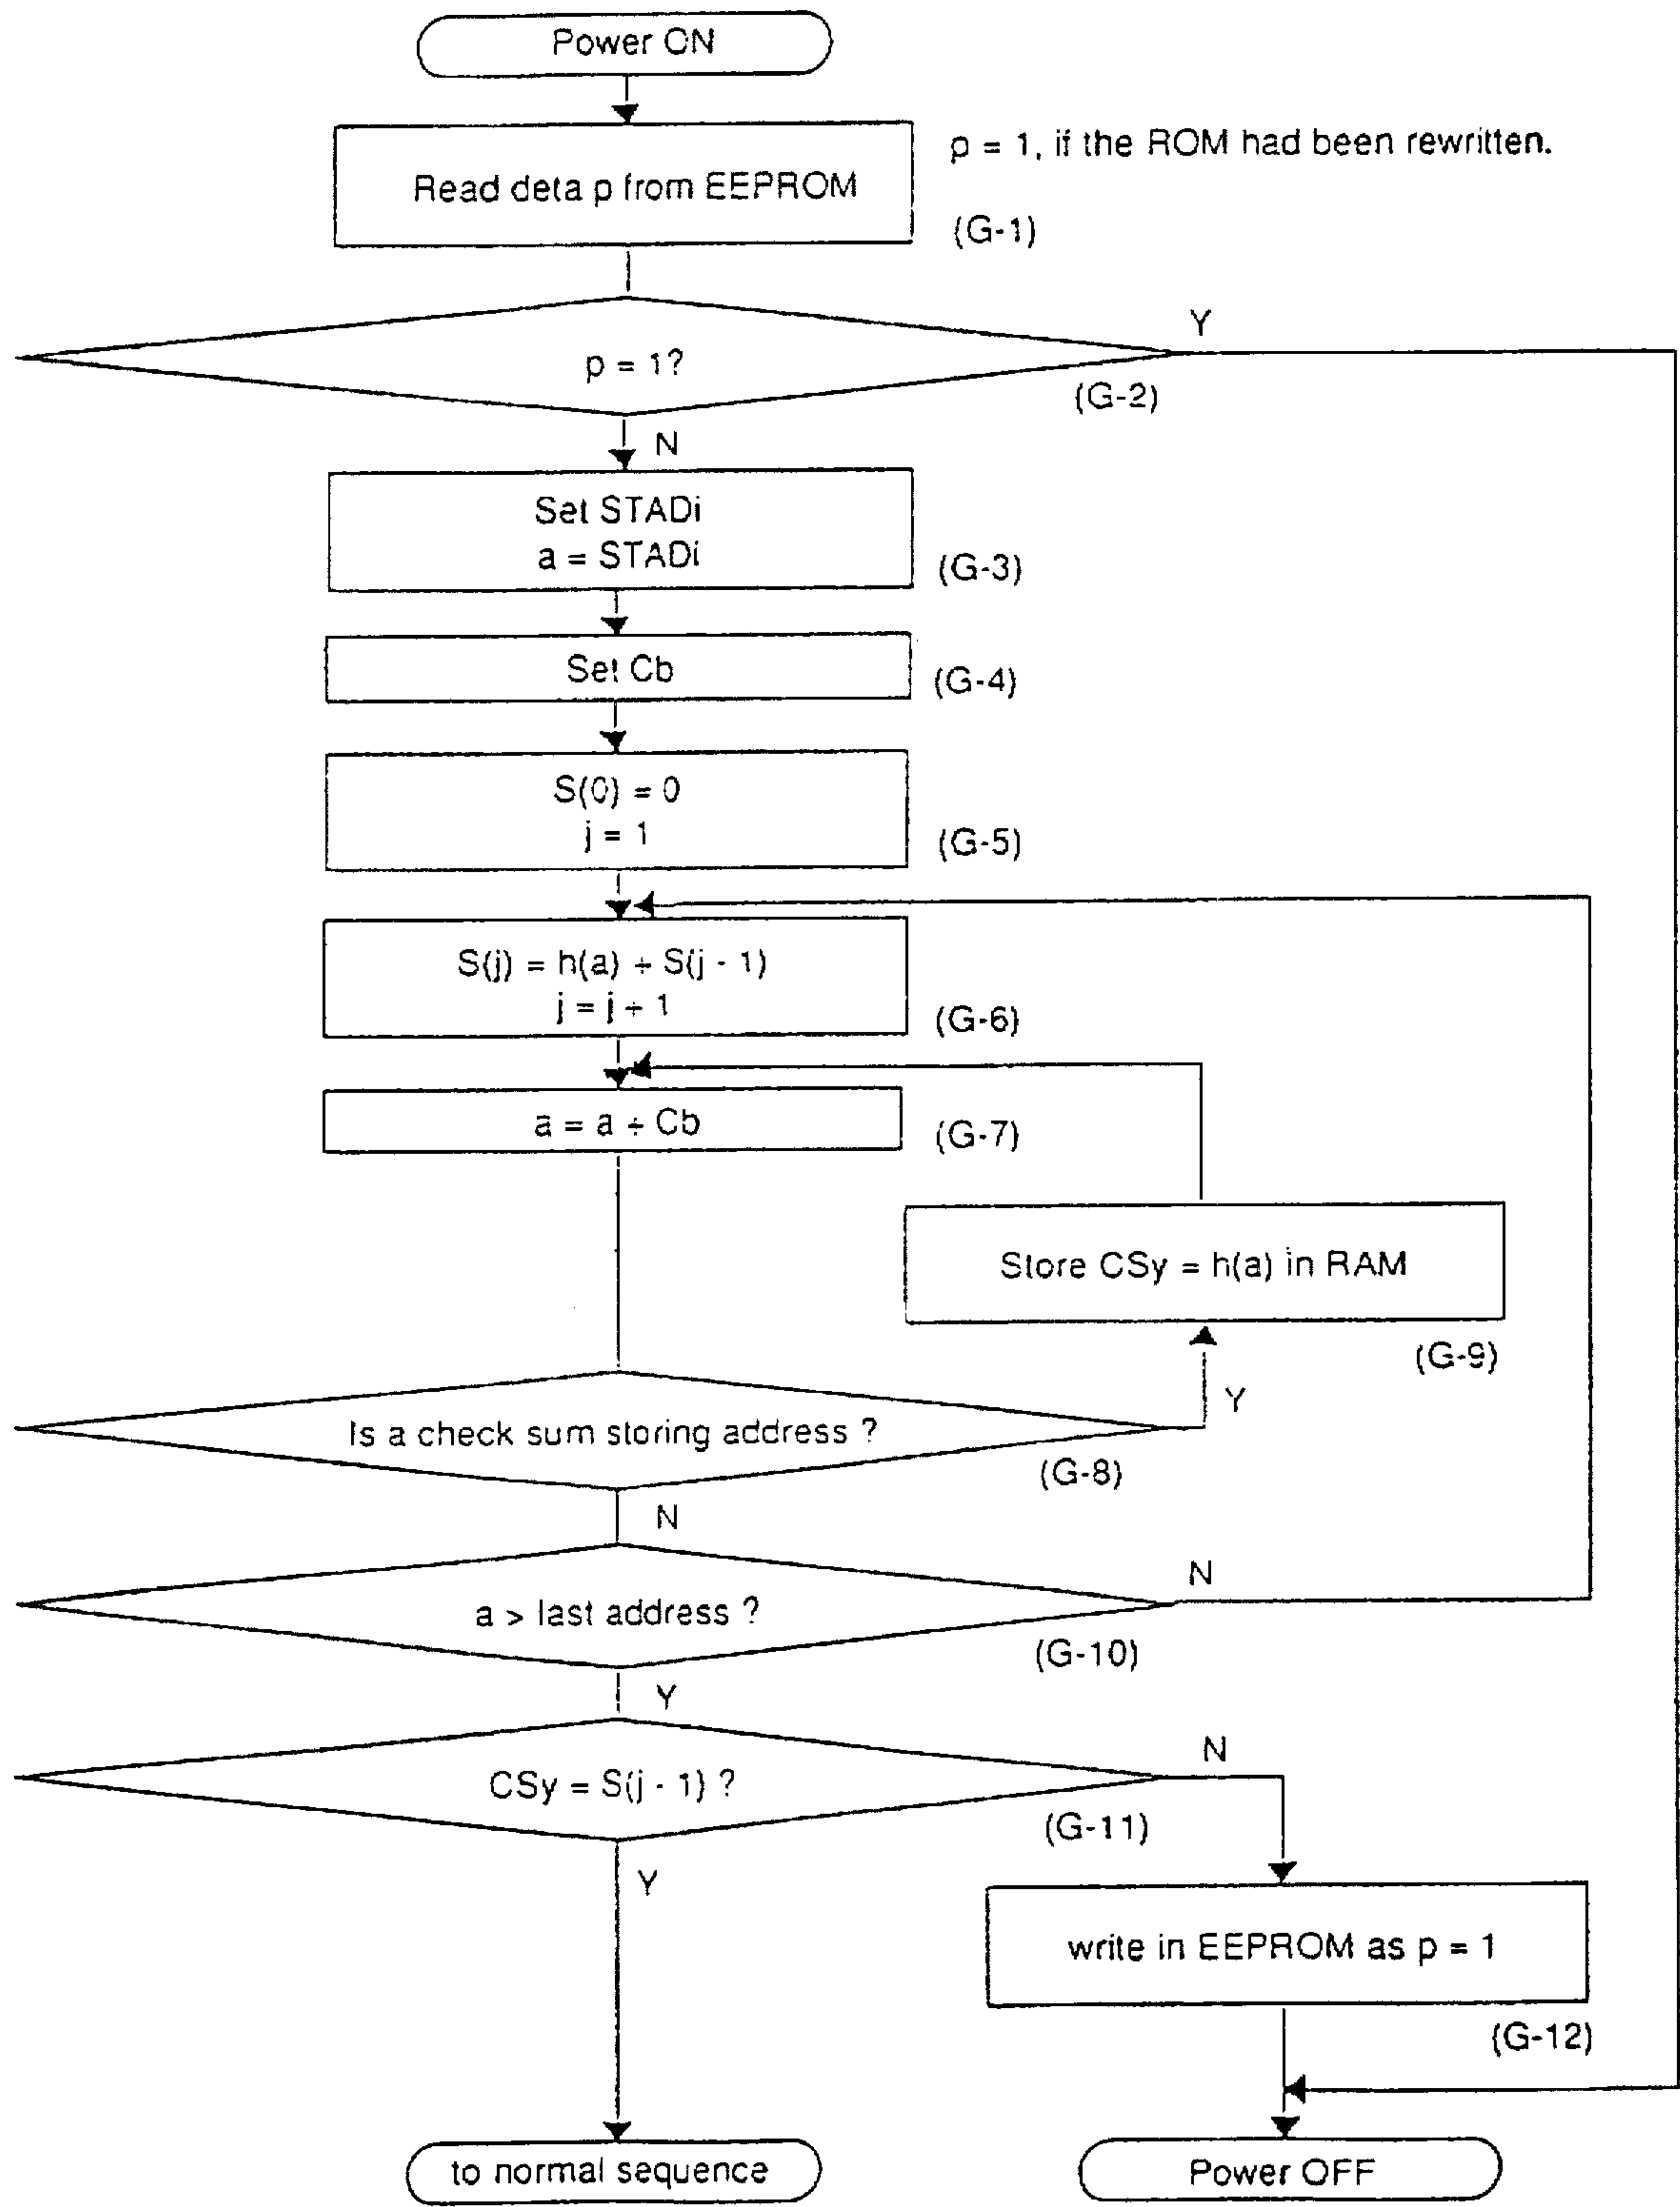 Power ON
p = 1, if the ROM had been rewritten.
Read deta p from EEPROM
(G-1)
Y
p = 1?
(G-2)
N
Set STADi
a = STADi
(G-3)
Set Cb
(G-4)
S(0) = 0
j = 1
(G-5)
S(j) = h(a) + S(j - 1)
j = j + 1
(G-6)
a = a + Cb
(G-7)
Store CSy = h(a) in RAM
(G-9)
Y
Is a check sum storing address ?
(G-8)
N
N
a > last address ?
(G-10)
Y
N
CSy = S(j - 1) ?
(G-11)
Y
write in EEPROM as p = 1
(G-12)
to normal sequence
Power OFF